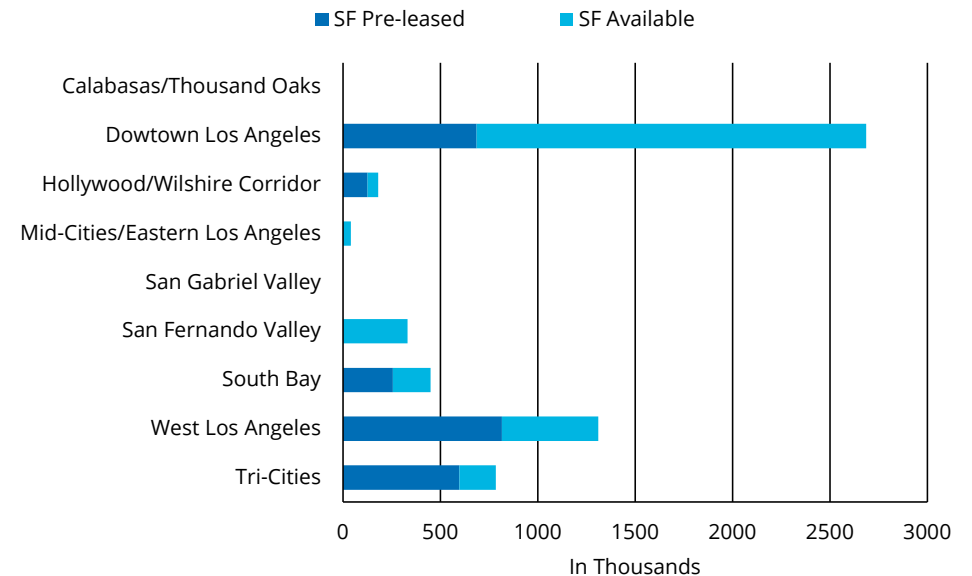 SF Pre-leased SF Available
Calabasas/Thousand Oaks
Dowtown Los Angeles
Hollywood/Wilshire Corridor
Mid-Cities/Eastern Los Angeles
San Gabriel Valley
San Fernando Valley
South Bay
West Los Angeles
Tri-Cities
0 500 1000 1500 2000 2500 3000
In Thousands